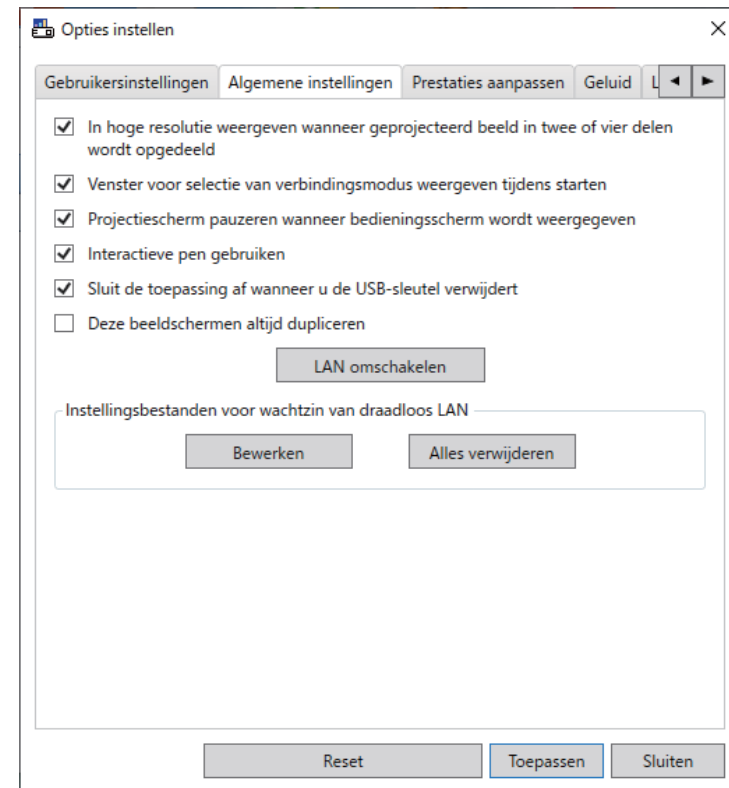 Opties instellen
Gebruikersinstellingen Algemene instellingen Prestaties aanpassen Geluid L
In hoge resolutie weergeven wanneer geprojecteerd beeld in twee of vier delen
wordt opgedeeld
Venster voor selectie van verbindingsmodus weergeven tijdens starten
Projectiescherm pauzeren wanneer bedieningsscherm wordt weergegeven
Interactieve pen gebruiken
Sluit de toepassing af wanneer u de USB-sleutel verwijdert
Deze beeldschermen altijd dupliceren
LAN omschakelen
Instellingsbestanden voor wachtzin van draadloos LAN
Bewerken Alles verwijderen
Reset Toepassen Sluiten